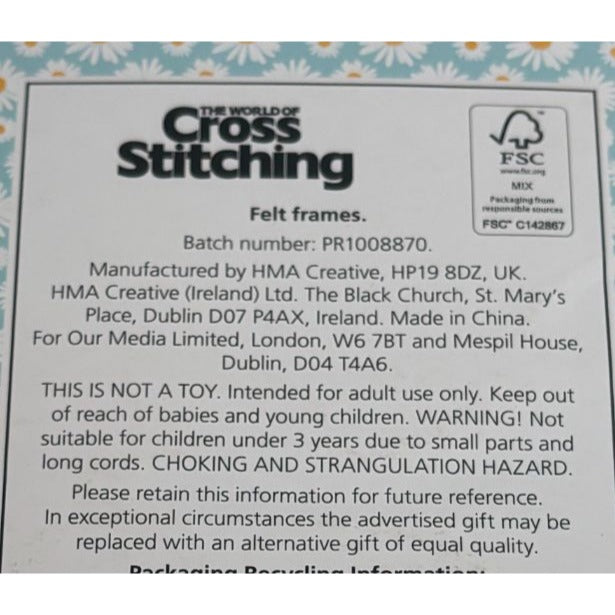 THE WORLD OF
Cross
Stitching
FSC
www.fsc.org
MIX
Packaging from
responsible sources
FSC™ C142867
Felt frames.
Batch number: PR1008870.
Manufactured by HMA Creative, HP19 8DZ, UK.
HMA Creative (Ireland) Ltd. The Black Church, St. Mary's
Place, Dublin D07 P4AX, Ireland. Made in China.
For Our Media Limited, London, W6 7BT and Mespil House,
Dublin, D04 T4A6.
THIS IS NOT A TOY. Intended for adult use only. Keep out
of reach of babies and young children. WARNING! Not
suitable for children under 3 years due to small parts and
long cords. CHOKING AND STRANGULATION HAZARD.
Please retain this information for future reference.
In exceptional circumstances the advertised gift may be
replaced with an alternative gift of equal quality.
Packaging Recycling Information: